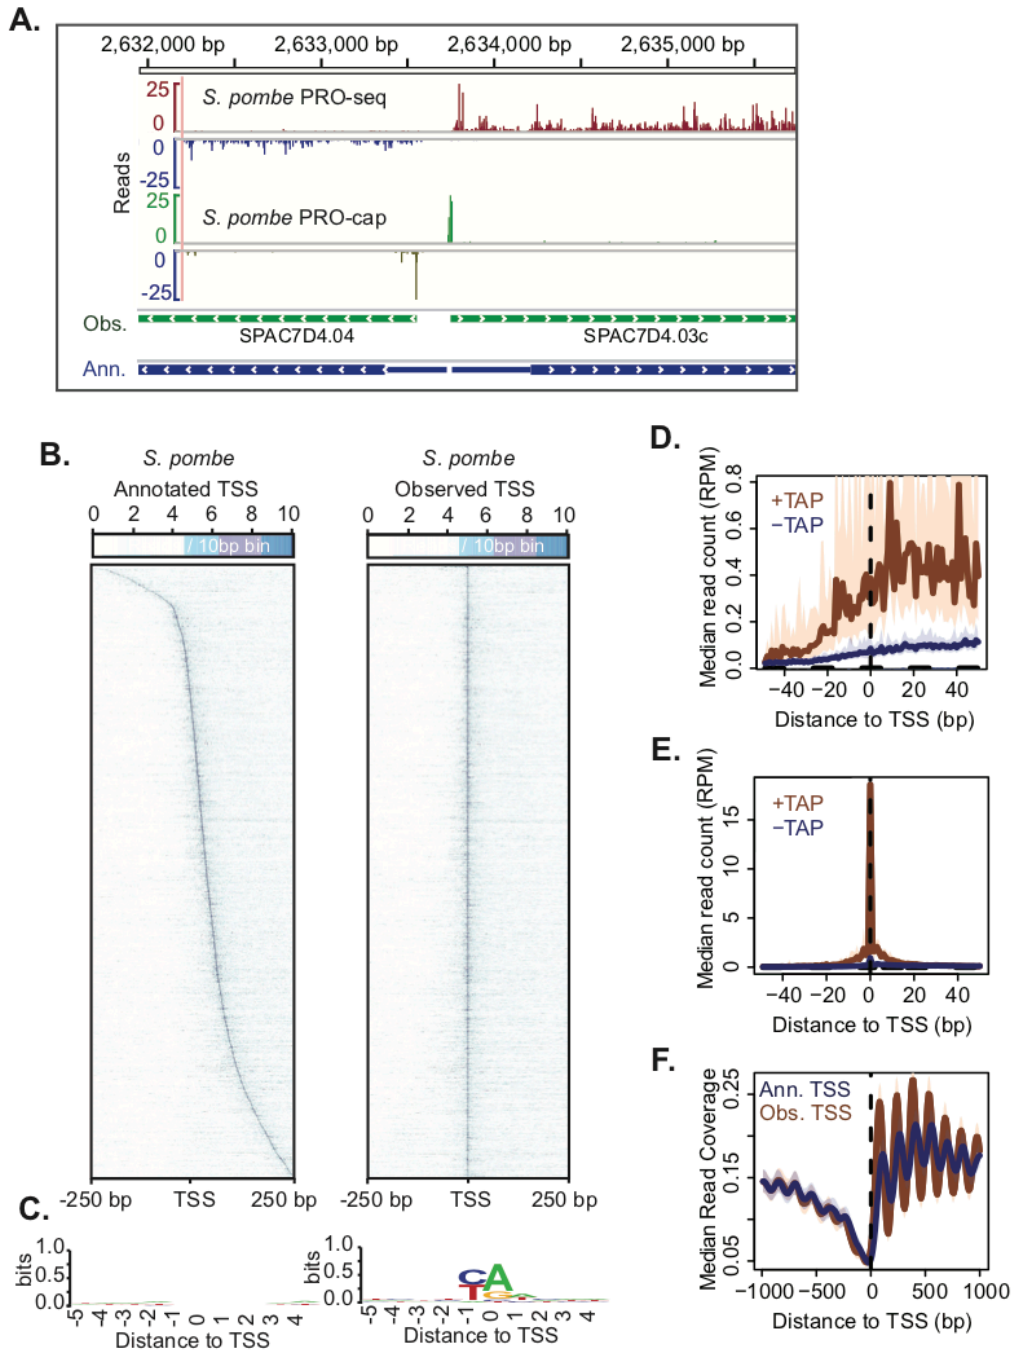 A.
2,632,000 bp 2,633,000 bp 2,634,000 bp 2,635,000 bp
Reads
25
S. pombe PRO-seq
0
0
-25
25
S. pombe PRO-cap
0
0
-25
Obs.
SPAC7D4.04 SPAC7D4.03c
Ann.
B.
S. pombe
Annotated TSS
0 2 4 6 8 10
/ 10bp bin
-250 bp TSS 250 bp
S. pombe
Observed TSS
0 2 4 6 8 10
/ 10bp bin
-250 bp TSS 250 bp
C.
bits
1.0
0.5
0.0
-5 -4 -3 -2 -1 0 1 2 3 4
Distance to TSS
bits
1.0
0.5
0.0
C A
T G A
-5 -4 -3 -2 -1 0 1 2 3 4
Distance to TSS
D.
Median read count (RPM)
0.8
0.6
0.4
0.2
0.0
+TAP
−TAP
−40 −20 0 20 40
Distance to TSS (bp)
E.
Median read count (RPM)
15
10
5
0
+TAP
−TAP
−40 −20 0 20 40
Distance to TSS (bp)
F.
Median Read Coverage
0.25
0.15
0.05
Ann. TSS
Obs. TSS
−1000 −500 0 500 1000
Distance to TSS (bp)